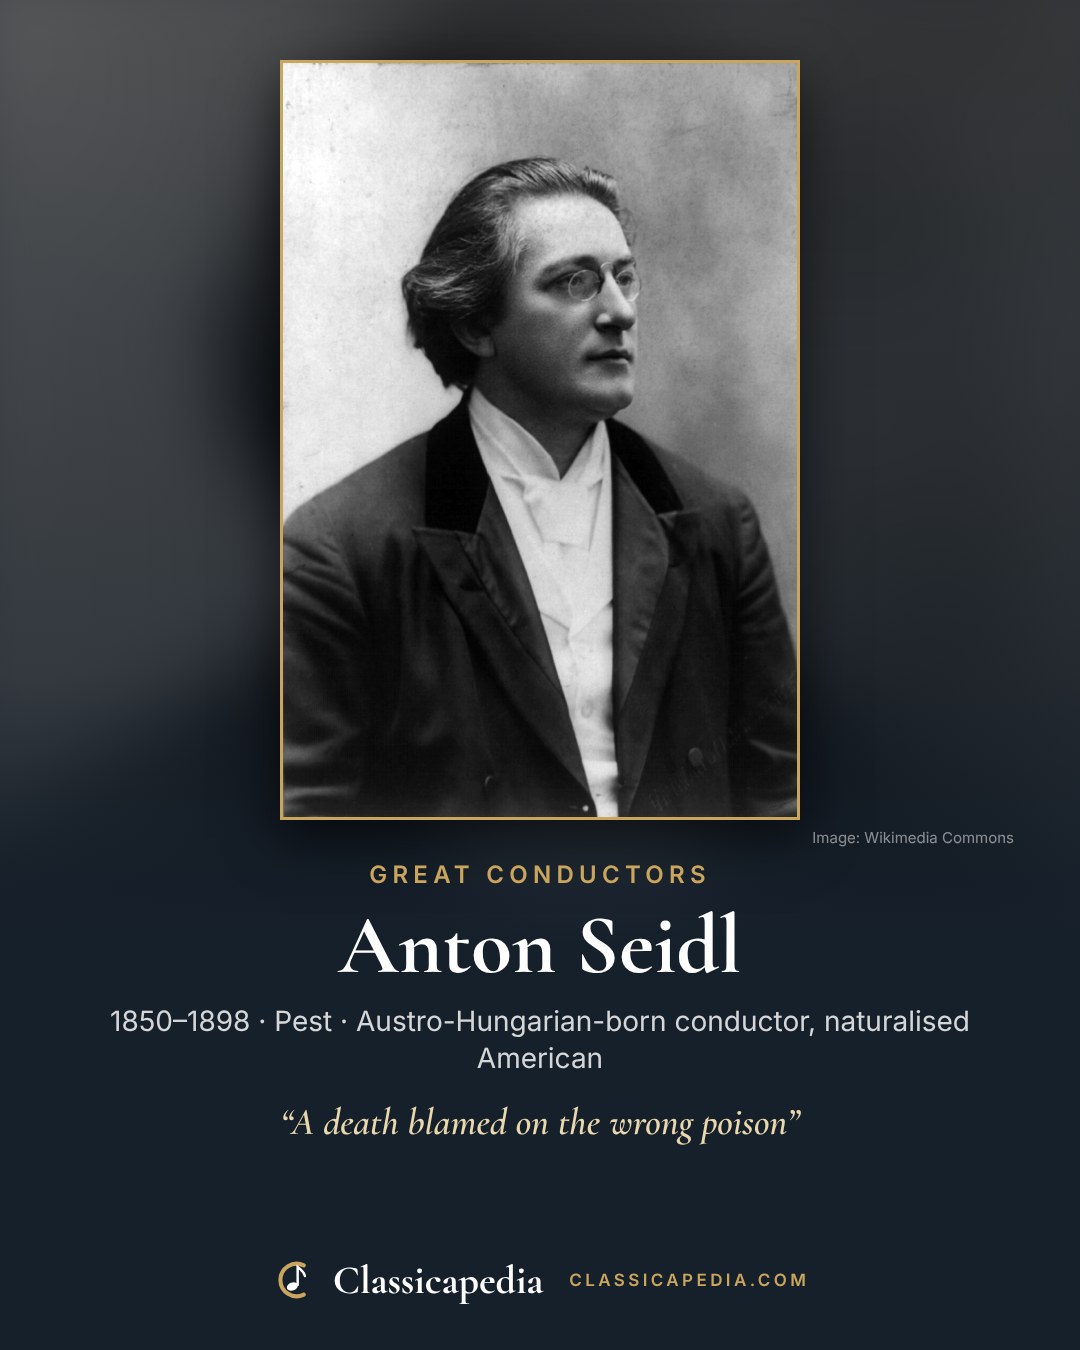 Image: Wikimedia Commons
GREAT CONDUCTORS
Anton Seidl
1850–1898 · Pest · Austro-Hungarian-born conductor, naturalised
American
“A death blamed on the wrong poison”
Classicapedia CLASSICAPEDIA.COM